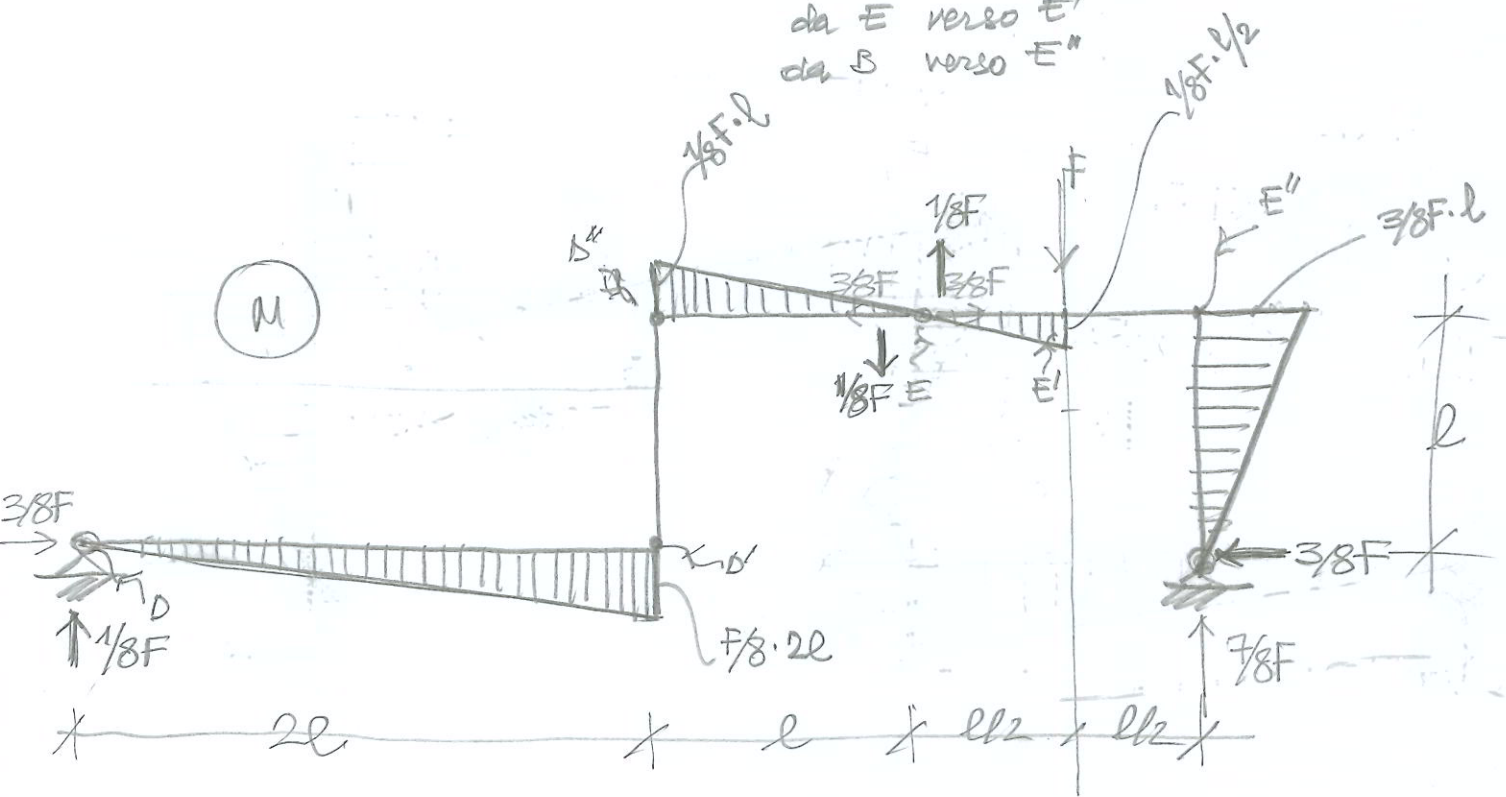 da E verso E'
da B verso E"
1/8F·l/2
1/8F·l
F
1/8F
E"
3/8F·l
D"
3/8F
3/8F
M
1/8F
E
E'
l
3/8F
D'
3/8F
D
1/8F
F/8·2l
7/8F
2l
l
l/2
l/2